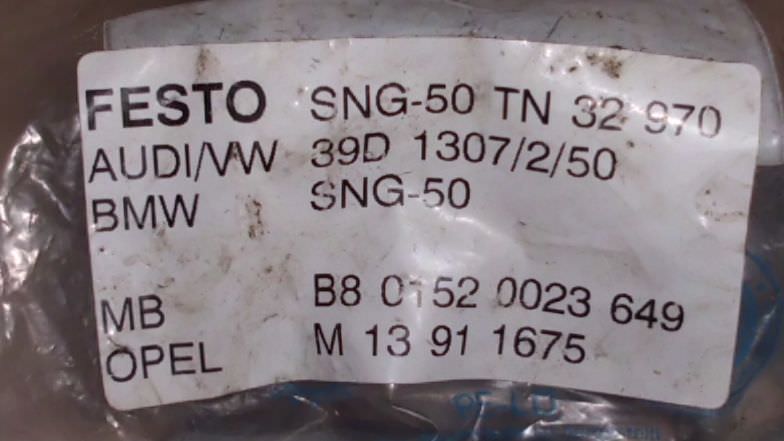 FESTO SNG-50 TN 32 970
AUDI/VW 39D 1307/2/50
BMW SNG-50
MB B8 0152 0023 649
OPEL M 13 91 1675